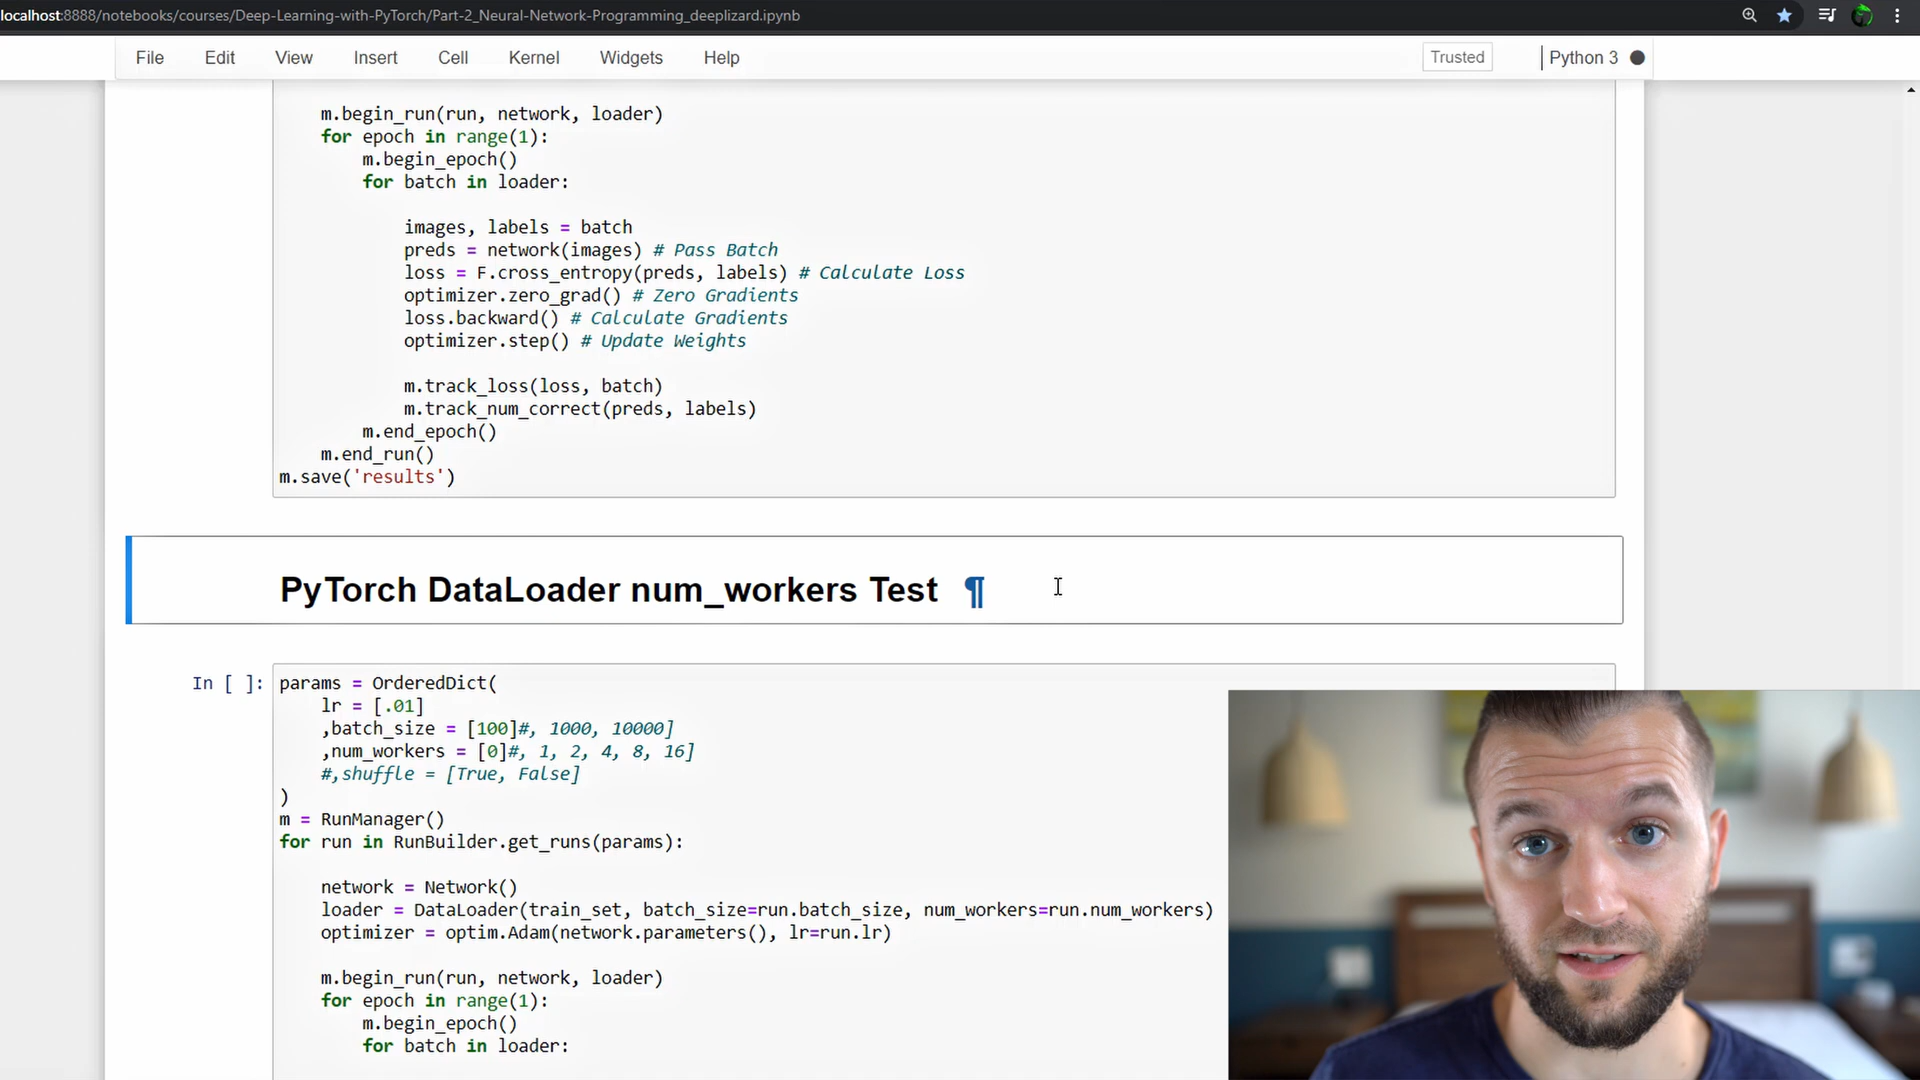 localhost:8888/notebooks/courses/Deep-Learning-with-PyTorch/Part-2_Neural-Network-Programming_deeplizard.ipynb
File Edit View Insert Cell Kernel Widgets Help Trusted Python 3
m.begin_run(run, network, loader)
for epoch in range(1):
m.begin_epoch()
for batch in loader:
images, labels = batch
preds = network(images) # Pass Batch
loss = F.cross_entropy(preds, labels) # Calculate Loss
optimizer.zero_grad() # Zero Gradients
loss.backward() # Calculate Gradients
optimizer.step() # Update Weights
m.track_loss(loss, batch)
m.track_num_correct(preds, labels)
m.end_epoch()
m.end_run()
m.save('results')
PyTorch DataLoader num_workers Test ¶
In [ ]: params = OrderedDict(
lr = [.01]
,batch_size = [100]#, 1000, 10000]
,num_workers = [0]#, 1, 2, 4, 8, 16]
#,shuffle = [True, False]
)
m = RunManager()
for run in RunBuilder.get_runs(params):
network = Network()
loader = DataLoader(train_set, batch_size=run.batch_size, num_workers=run.num_workers)
optimizer = optim.Adam(network.parameters(), lr=run.lr)
m.begin_run(run, network, loader)
for epoch in range(1):
m.begin_epoch()
for batch in loader: